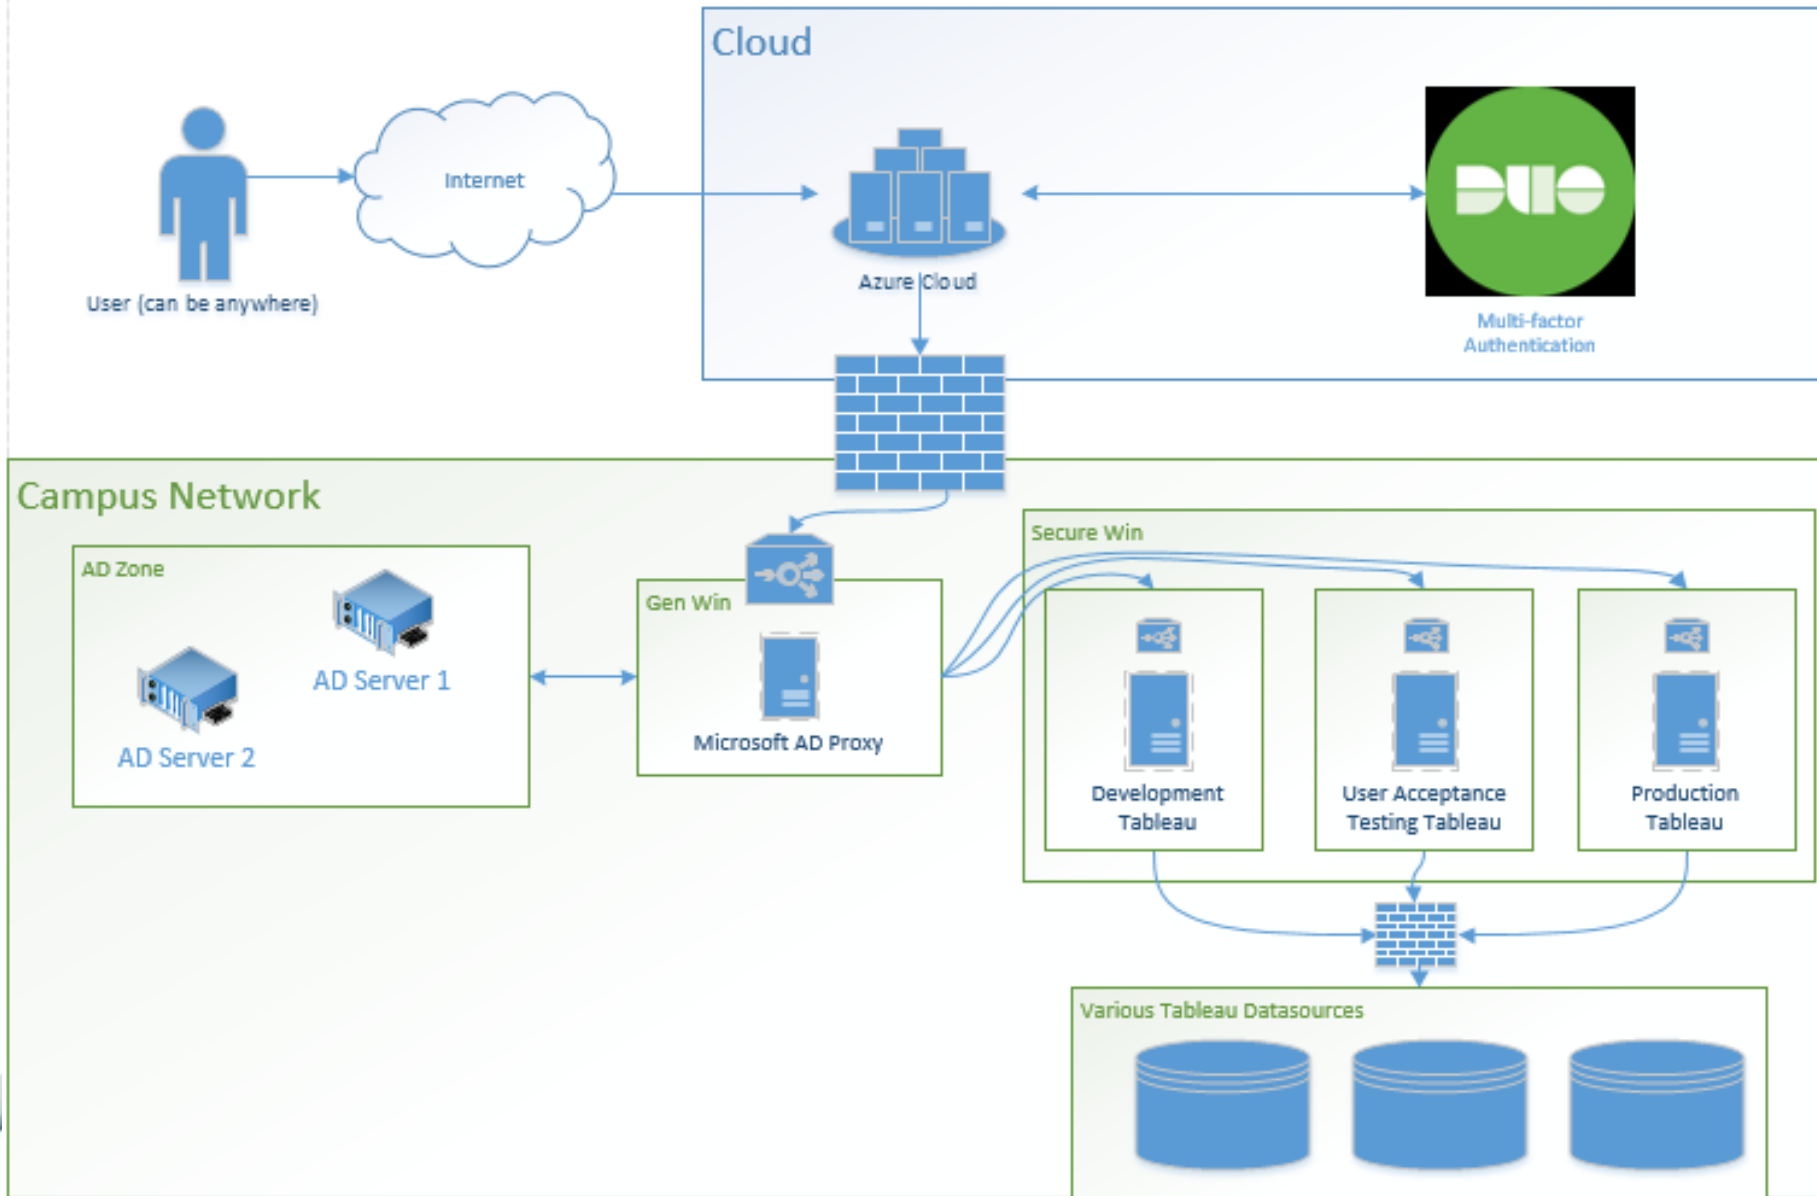 Cloud
Internet
DUO
User (can be anywhere)
Azure Cloud
Multi-factor
Authentication
Campus Network
AD Zone
AD Server 1
AD Server 2
Gen Win
Microsoft AD Proxy
Secure Win
Development
Tableau
User Acceptance
Testing Tableau
Production
Tableau
Various Tableau Datasources